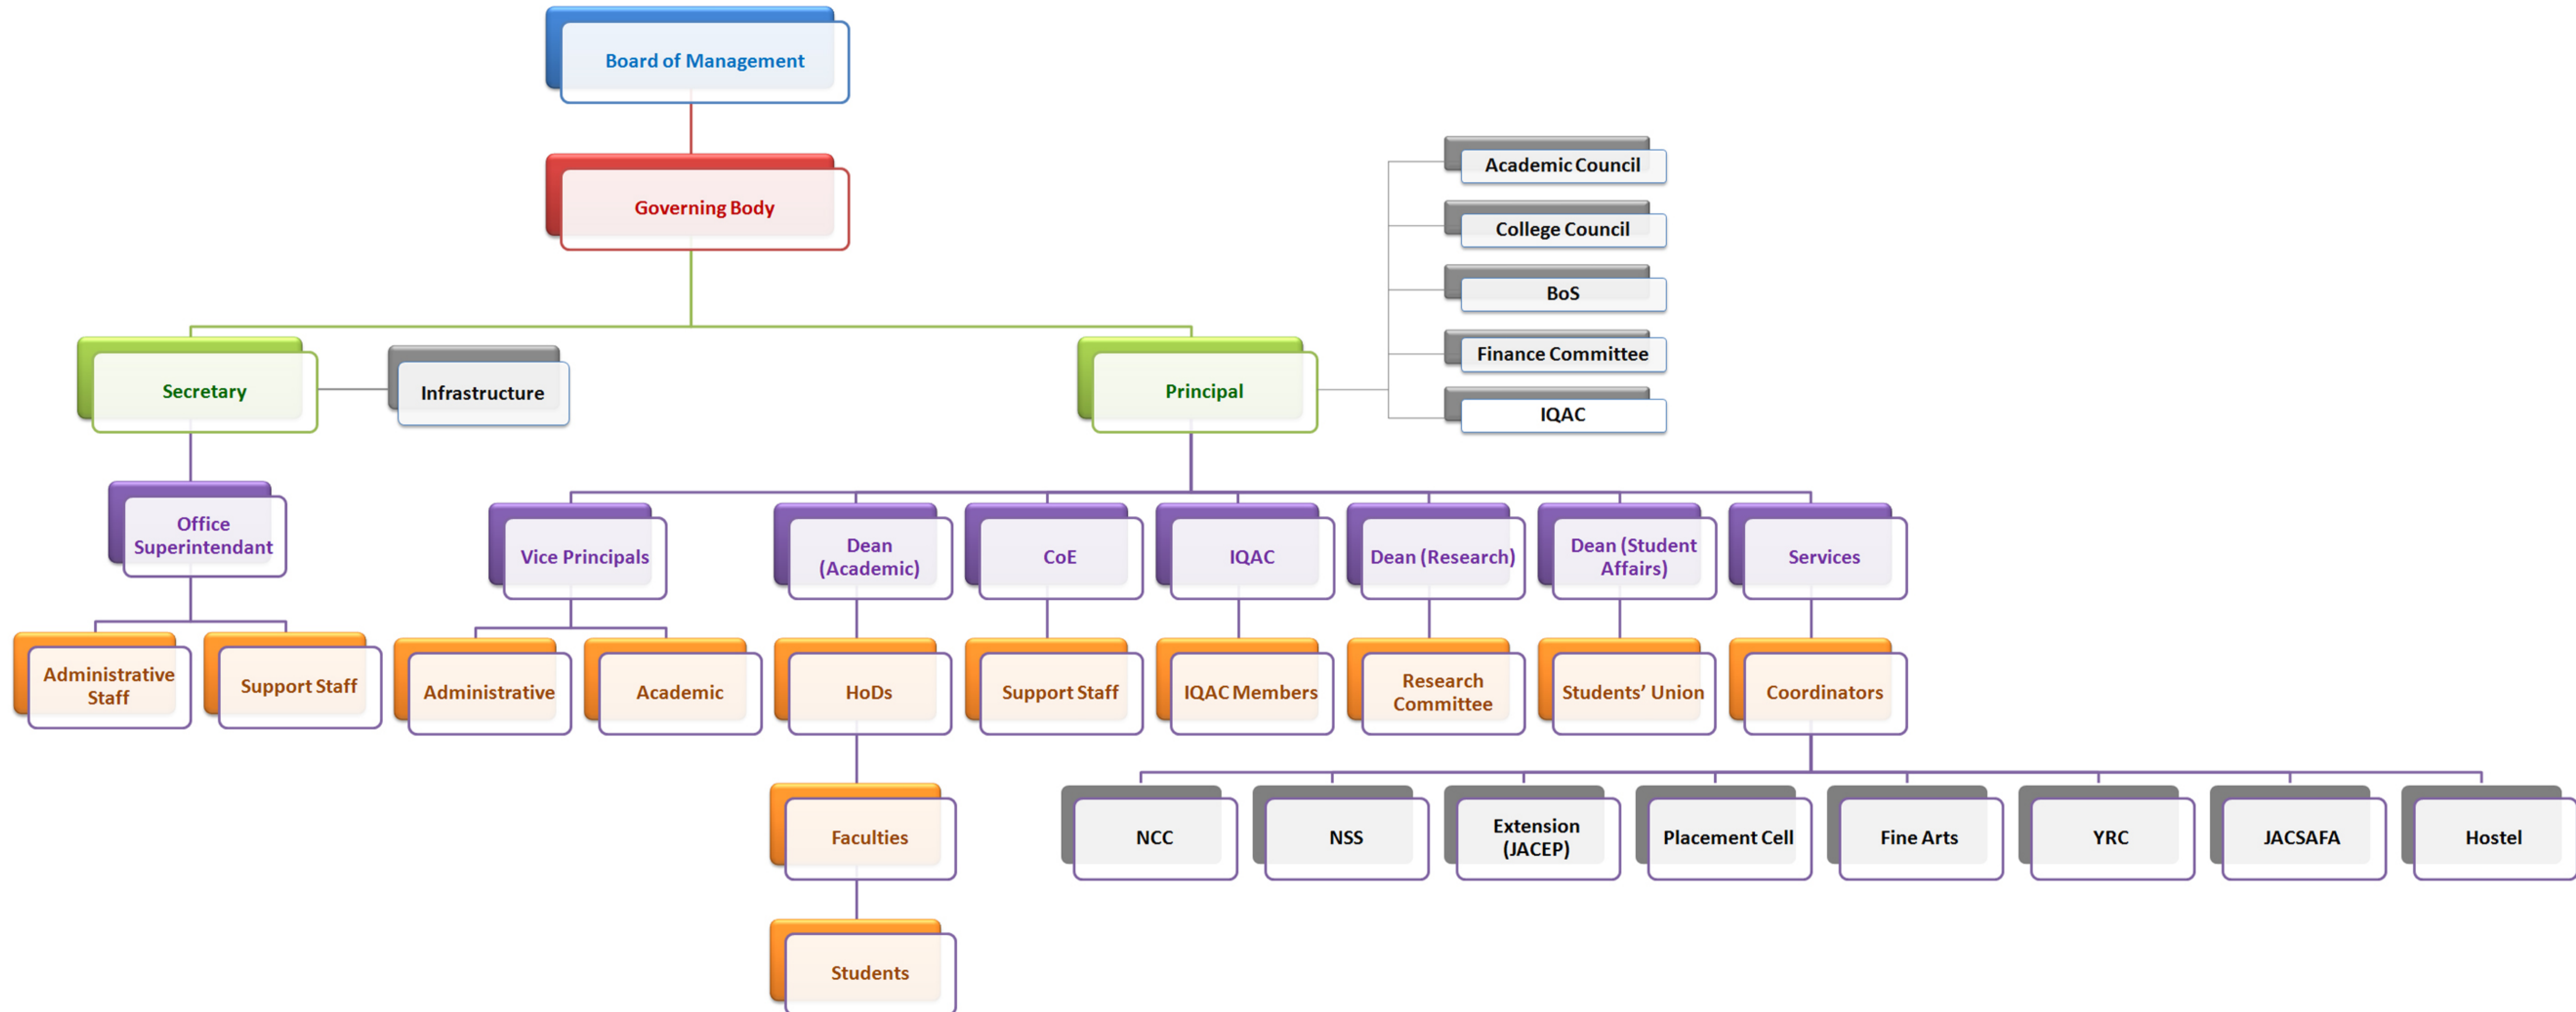 Board of Management
Governing Body
Academic Council
College Council
BoS
Finance Committee
IQAC
Secretary
Infrastructure
Principal
Office
Superintendant
Vice Principals
Dean
(Academic)
CoE
IQAC
Dean (Research)
Dean (Student
Affairs)
Services
Administrative
Staff
Support Staff
Administrative
Academic
HoDs
Support Staff
IQAC Members
Research
Committee
Students’ Union
Coordinators
Faculties
NCC
NSS
Extension
(JACEP)
Placement Cell
Fine Arts
YRC
JACSAFA
Hostel
Students